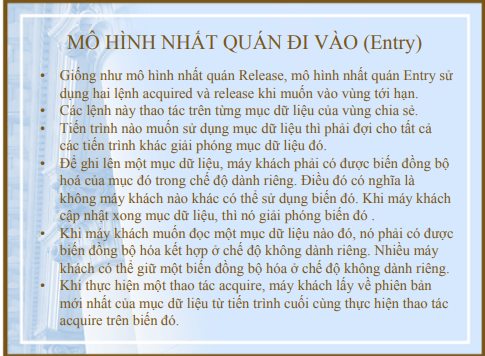 MÔ HÌNH NHẤT QUÁN ĐI VÀO (Entry)
• Giống như mô hình nhất quán Release, mô hình nhất quán Entry sử
dụng hai lệnh acquired và release khi muốn vào vùng tới hạn.
• Các lệnh này thao tác trên từng mục dữ liệu của vùng chia sẻ.
• Tiến trình nào muốn sử dụng mục dữ liệu thì phải đợi cho tất cả
các tiến trình khác giải phóng mục dữ liệu đó.
• Để ghi lên một mục dữ liệu, máy khách phải có được biến đồng bộ
hoá của mục đó trong chế độ dành riêng. Điều đó có nghĩa là
không máy khách nào khác có thể sử dụng biến đó. Khi máy khách
cập nhật xong mục dữ liệu, thì nó giải phóng biến đó .
• Khi máy khách muốn đọc một mục dữ liệu nào đó, nó phải có được
biến đồng bộ hóa kết hợp ở chế độ không dành riêng. Nhiều máy
khách có thể giữ một biến đồng bộ hóa ở chế độ không dành riêng.
• Khi thực hiện một thao tác acquire, máy khách lấy về phiên bản
mới nhất của mục dữ liệu từ tiến trình cuối cùng thực hiện thao tác
acquire trên biến đó.